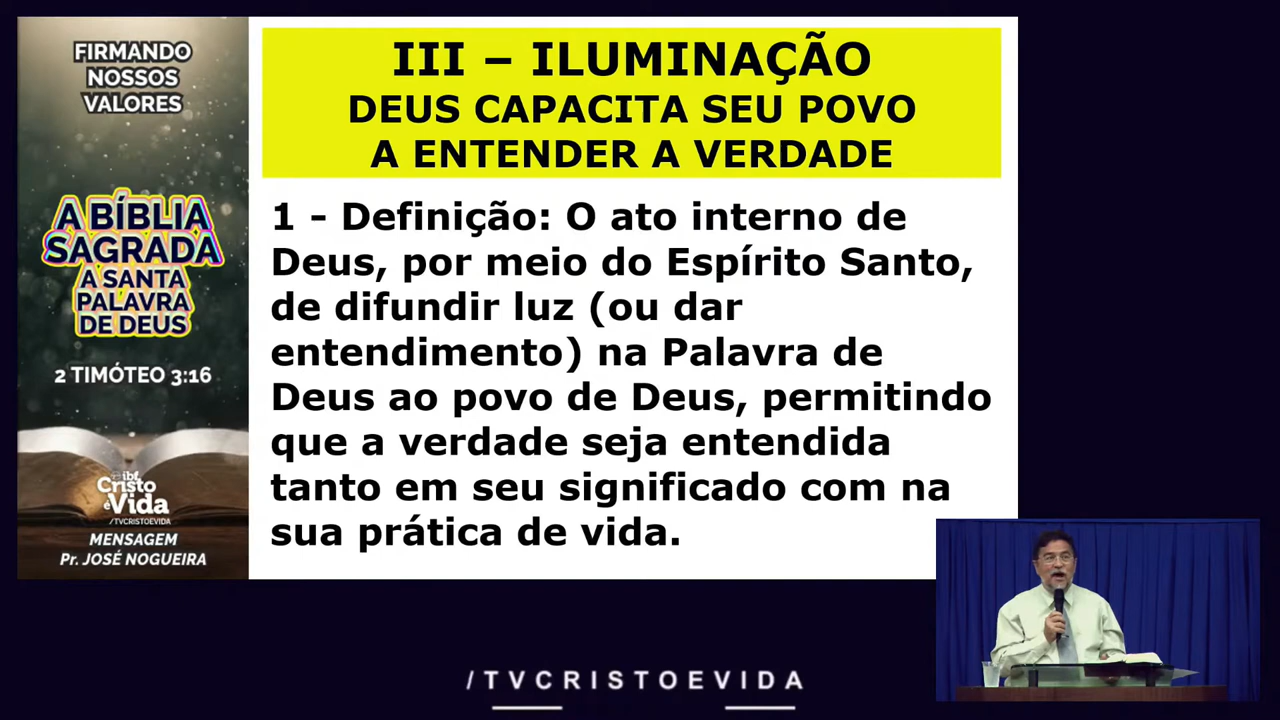 FIRMANDO
NOSSOS
VALORES
A BÍBLIA
SAGRADA
A SANTA
PALAVRA
DE DEUS
2 TIMÓTEO 3:16
ibf
Cristo
é Vida
/TVCRISTOEVIDA
MENSAGEM
Pr. JOSÉ NOGUEIRA
III – ILUMINAÇÃO
DEUS CAPACITA SEU POVO
A ENTENDER A VERDADE
1 - Definição: O ato interno de
Deus, por meio do Espírito Santo,
de difundir luz (ou dar
entendimento) na Palavra de
Deus ao povo de Deus, permitindo
que a verdade seja entendida
tanto em seu significado com na
sua prática de vida.
/TVCRISTOEVIDA